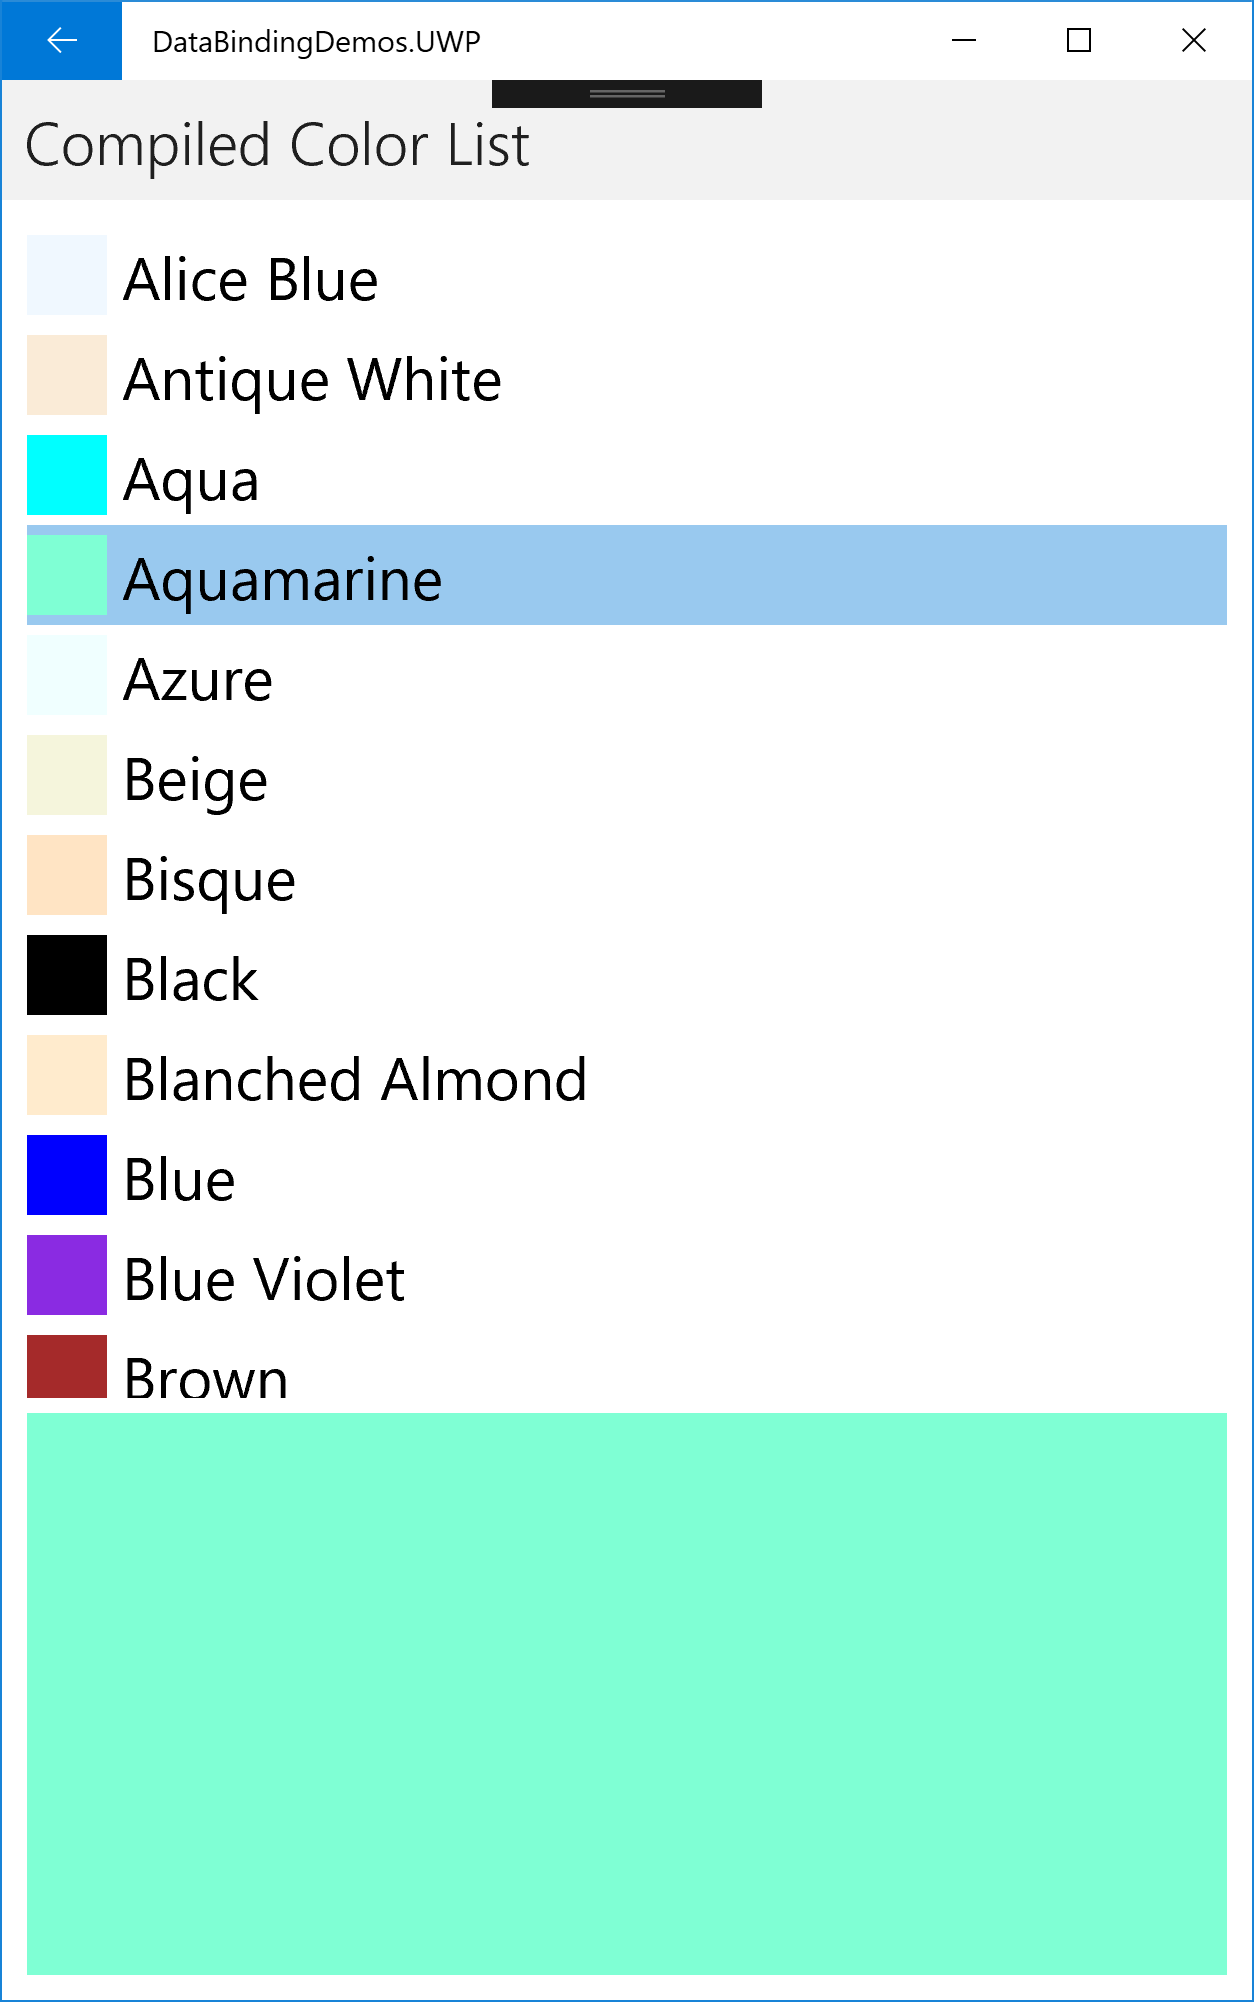 DataBindingDemos.UWP
Compiled Color List
Alice Blue
Antique White
Aqua
Aquamarine
Azure
Beige
Bisque
Black
Blanched Almond
Blue
Blue Violet
Brown